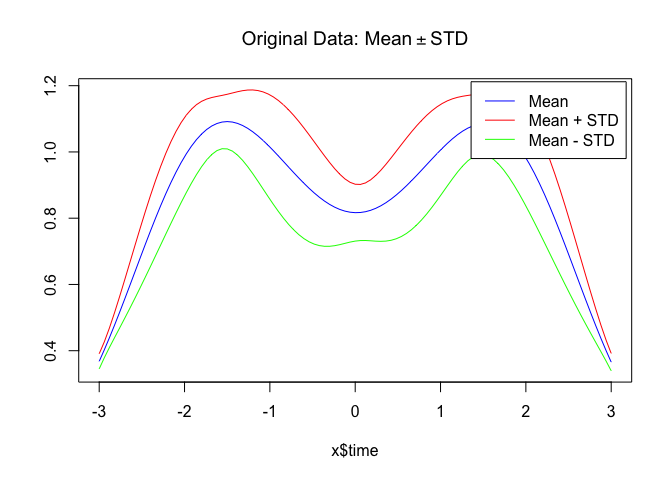 Original Data: Mean ± STD
1.2
1.0
0.8
0.6
0.4
Mean
Mean + STD
Mean - STD
-3 -2 -1 0 1 2 3
x$time